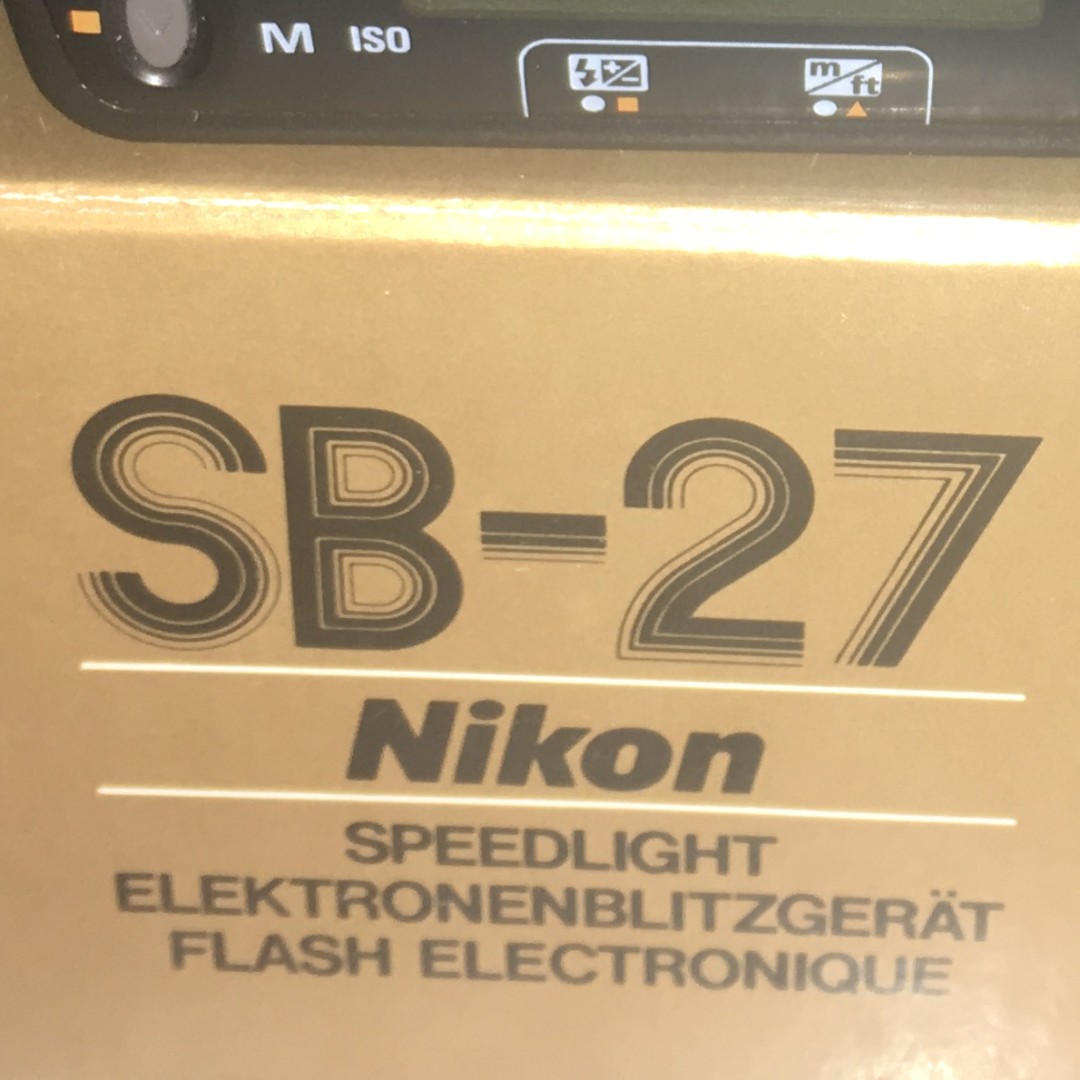 M ISO
m/ft
SB-27
Nikon
SPEEDLIGHT
ELEKTRONENBLITZGERÄT
FLASH ELECTRONIQUE